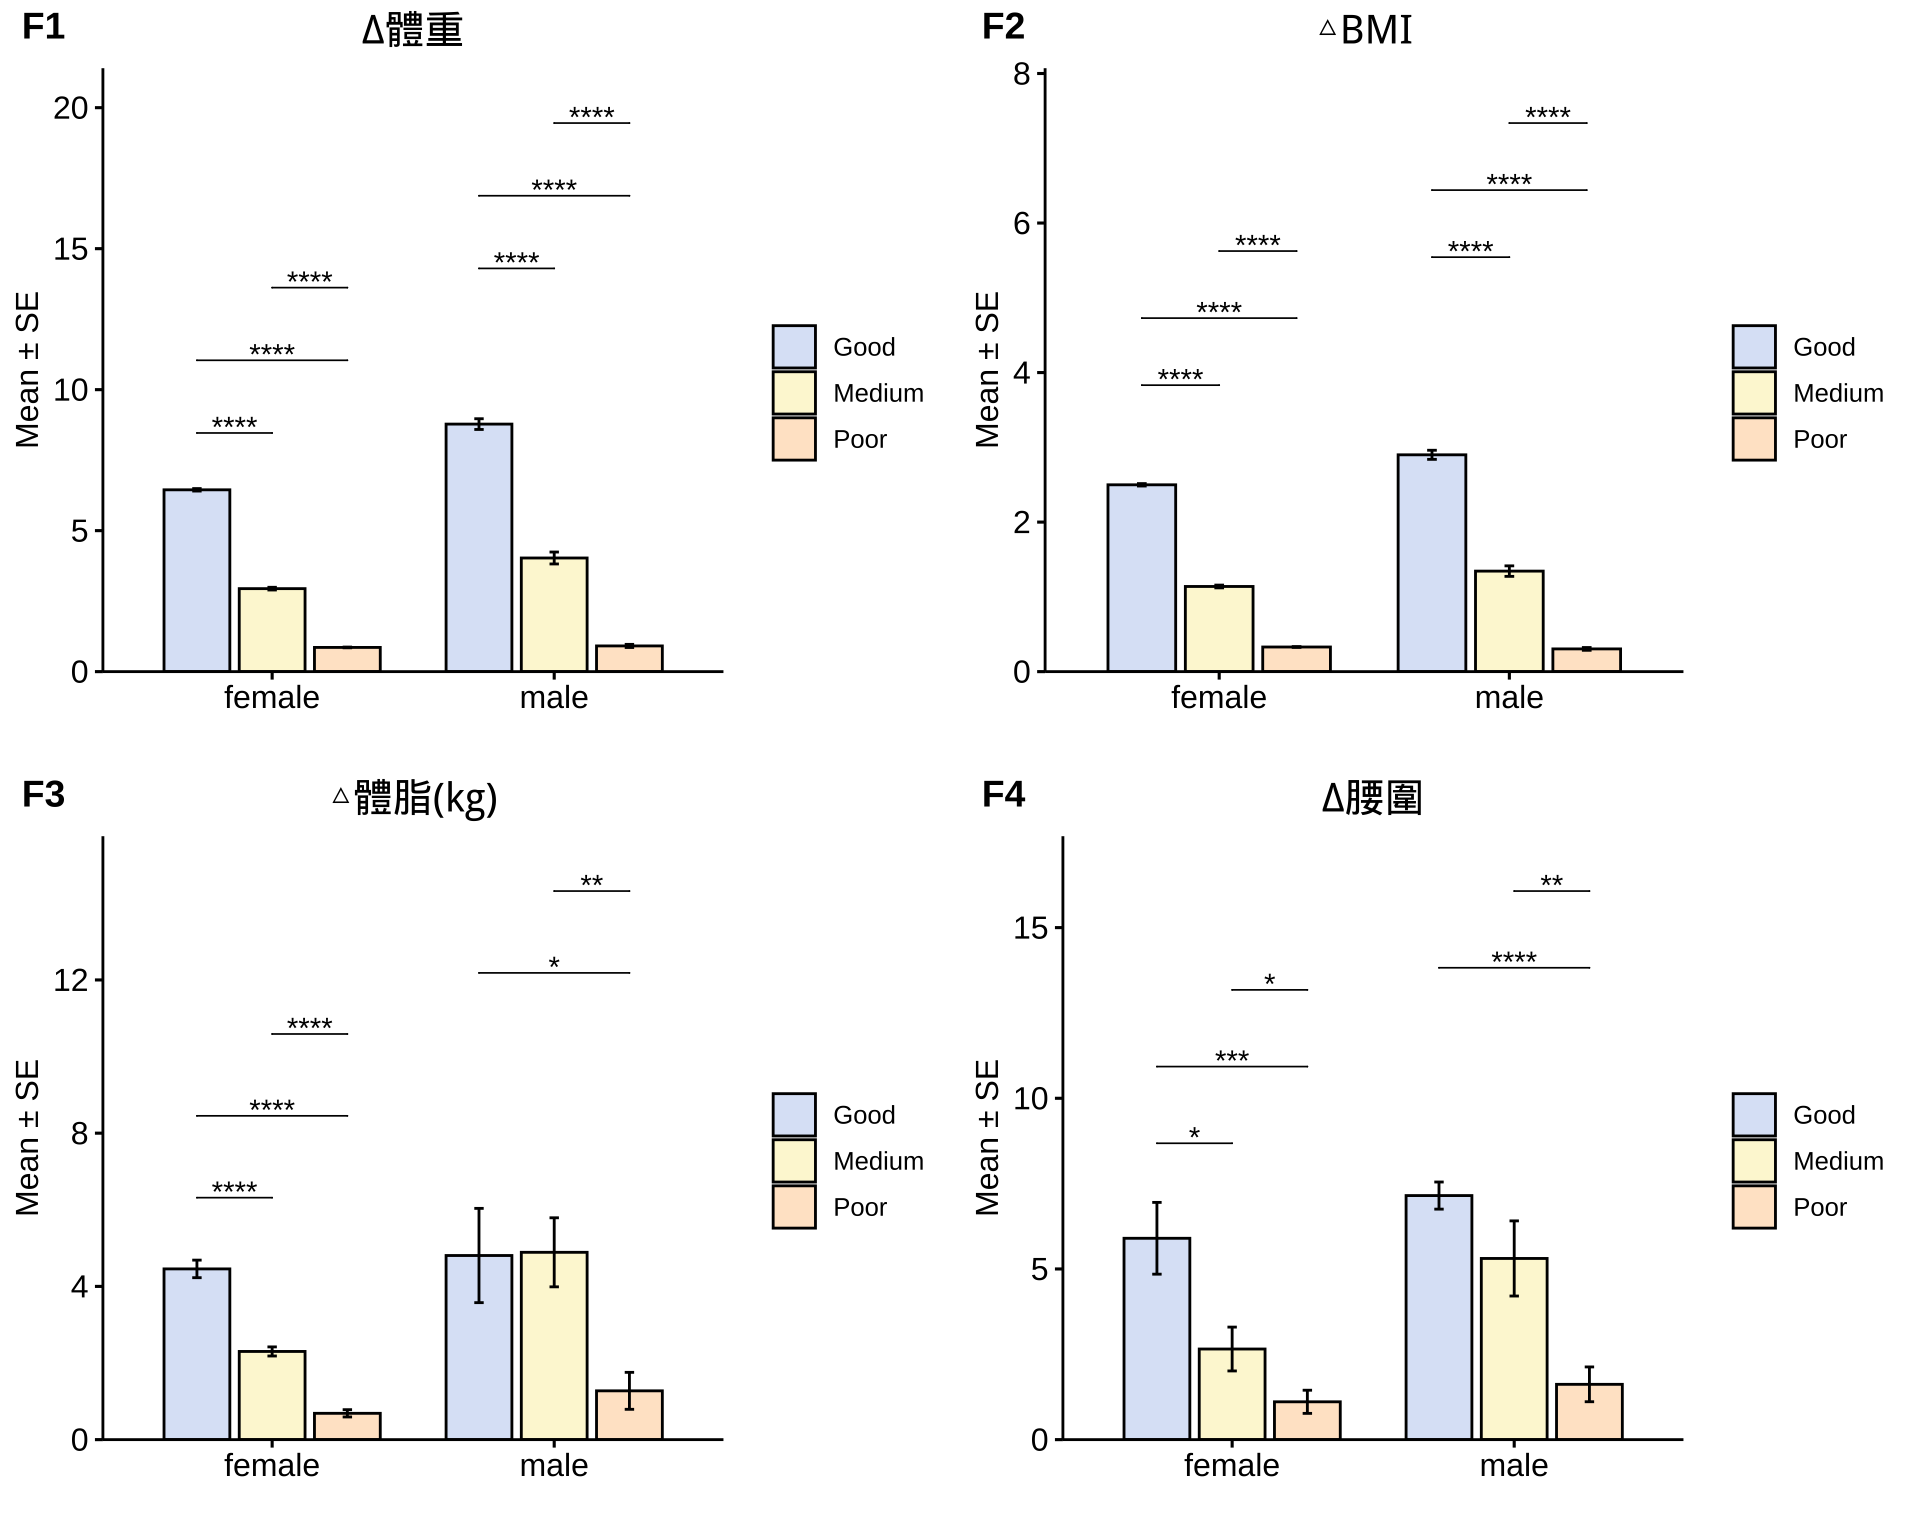 F1
Δ體重
Mean ± SE
20
15
10
5
0
****
****
****
****
****
****
female
male
Good
Medium
Poor
F2
△BMI
Mean ± SE
8
6
4
2
0
****
****
****
****
****
****
female
male
Good
Medium
Poor
F3
△體脂(kg)
Mean ± SE
12
8
4
0
**
*
****
****
****
female
male
Good
Medium
Poor
F4
Δ腰圍
Mean ± SE
15
10
5
0
**
****
*
***
*
female
male
Good
Medium
Poor